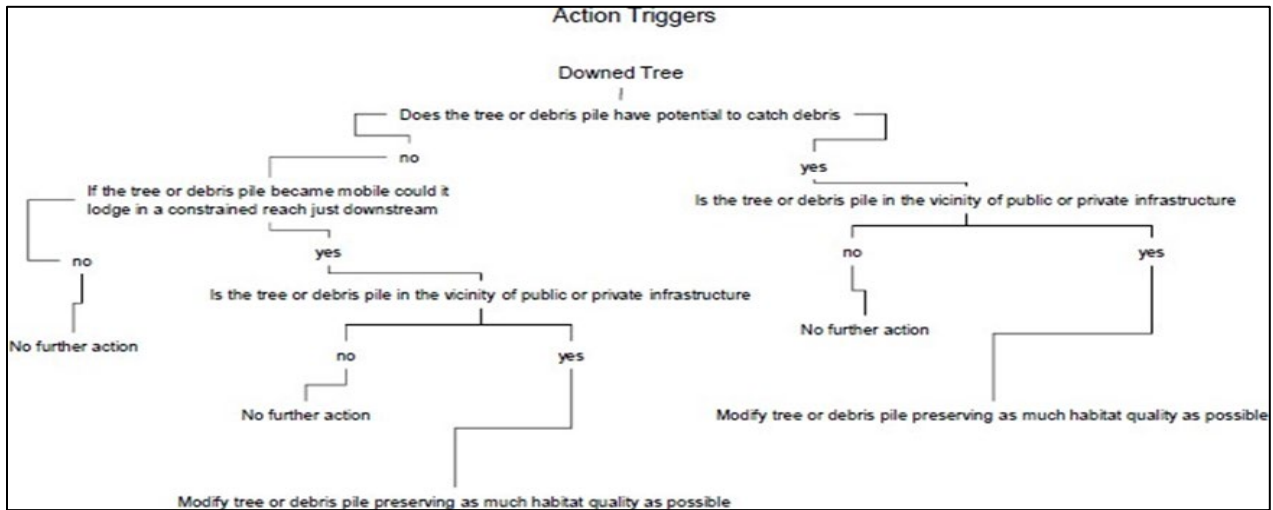 Action Triggers
Downed Tree
Does the tree or debris pile have potential to catch debris
no
yes
If the tree or debris pile became mobile could it
lodge in a constrained reach just downstream
Is the tree or debris pile in the vicinity of public or private infrastructure
no
yes
no
yes
Is the tree or debris pile in the vicinity of public or private infrastructure
No further action
No further action
no
yes
No further action
Modify tree or debris pile preserving as much habitat quality as possible
Modify tree or debris pile preserving as much habitat quality as possible